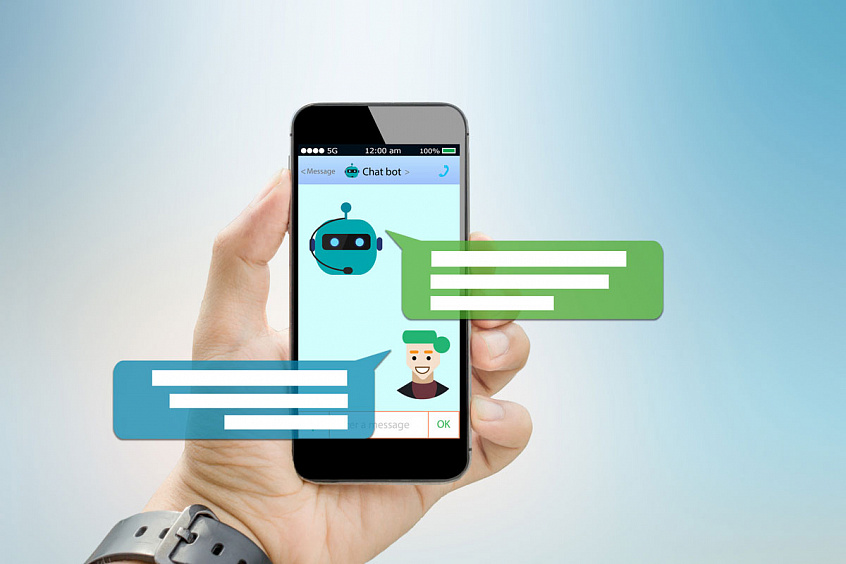 5G 12:00 am 100%
< Message Chat bot >
a message OK